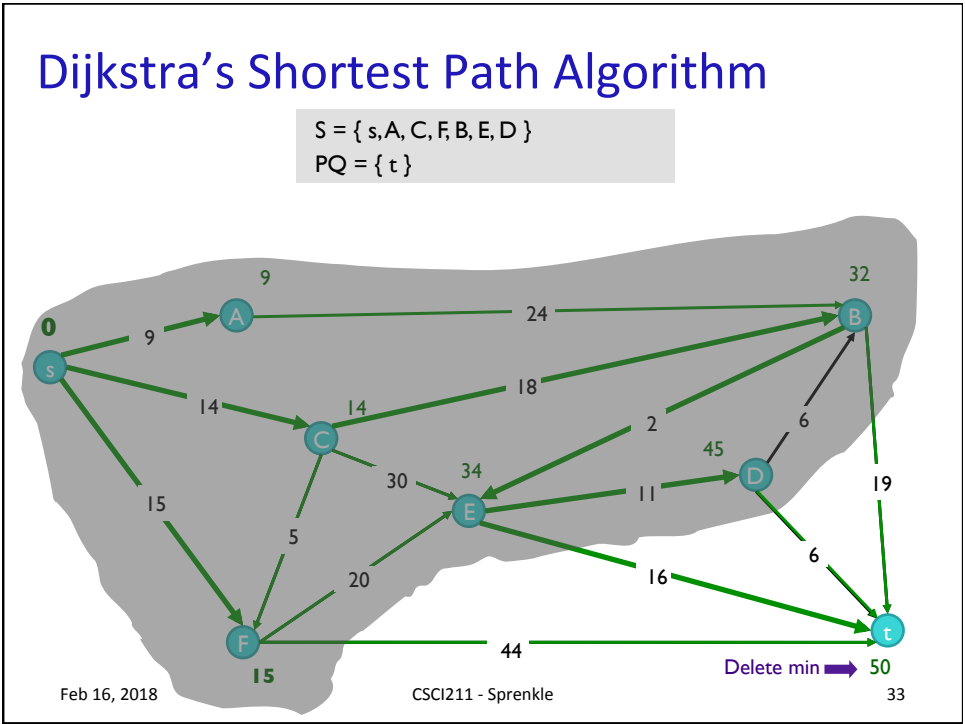 Dijkstra's Shortest Path Algorithm
S = { s, A, C, F, B, E, D }
PQ = { t }
9
32
0
A
24
B
9
s
18
14
14
C
2
6
45
30
34
D
19
15
11
E
5
6
20
16
t
F
44
15
Delete min
50
Feb 16, 2018
CSCI211 - Sprenkle
33